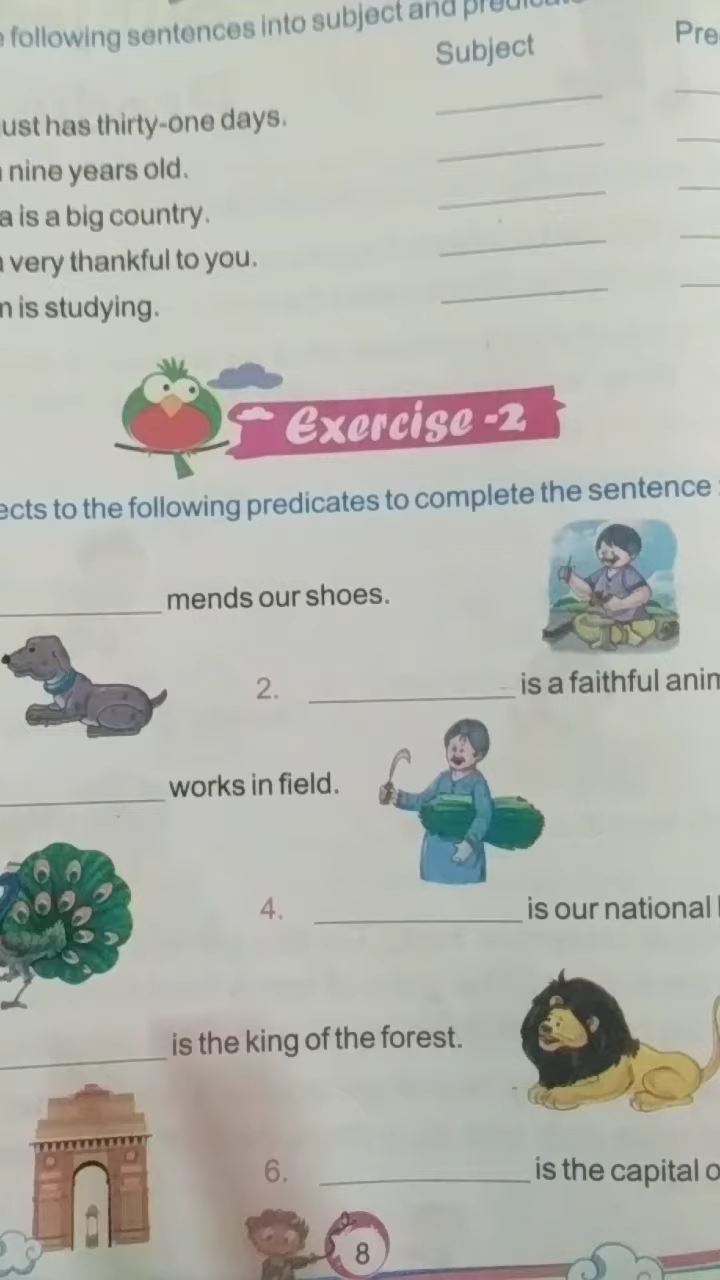 following sentences into subject and
Subject
Pre
ust has thirty-one days.
nine years old.
a is a big country.
very thankful to you.
n is studying.
Exercise -2
ects to the following predicates to complete the sentence
mends our shoes.
2. is a faithful anim
works in field.
4. is our national
is the king of the forest.
6. is the capital o
8